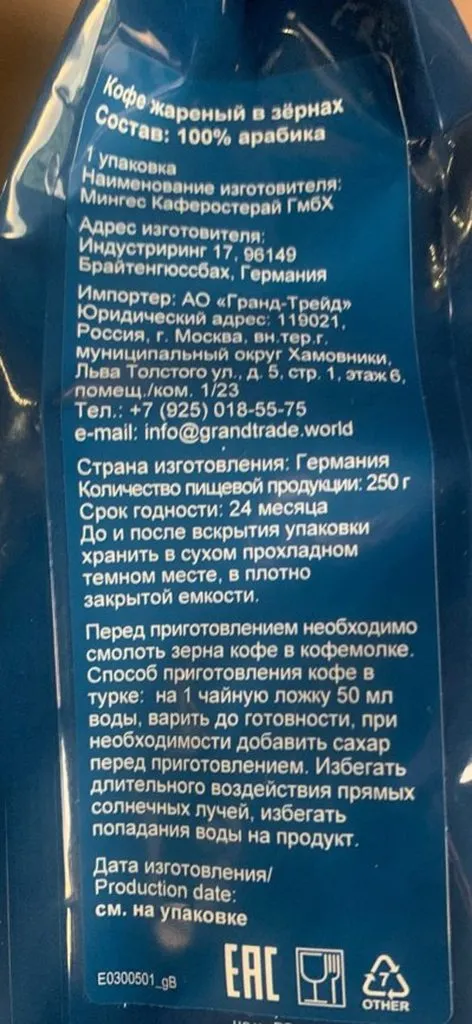 Кофе жареный в зёрнах
Состав: 100% арабика
1 упаковка
Наименование изготовителя:
Мингес Каферостерай ГмбХ
Адрес изготовителя:
Индустриринг 17, 96149
Брайтенгюссбах, Германия
Импортер: АО «Гранд-Трейд»
Юридический адрес: 119021,
Россия, г. Москва, вн.тер.г.
муниципальный округ Хамовники,
Льва Толстого ул., д. 5, стр. 1, этаж 6,
помещ./ком. 1/23
Тел.: +7 (925) 018-55-75
e-mail: info@grandtrade.world
Страна изготовления: Германия
Количество пищевой продукции: 250 г
Срок годности: 24 месяца
До и после вскрытия упаковки
хранить в сухом прохладном
темном месте, в плотно
закрытой емкости.
Перед приготовлением необходимо
смолоть зерна кофе в кофемолке.
Способ приготовления кофе в
турке: на 1 чайную ложку 50 мл
воды, варить до готовности, при
необходимости добавить сахар
перед приготовлением. Избегать
длительного воздействия прямых
солнечных лучей, избегать
попадания воды на продукт.
Дата изготовления/
Production date:
см. на упаковке
E0300501_gB
EAC
7
OTHER